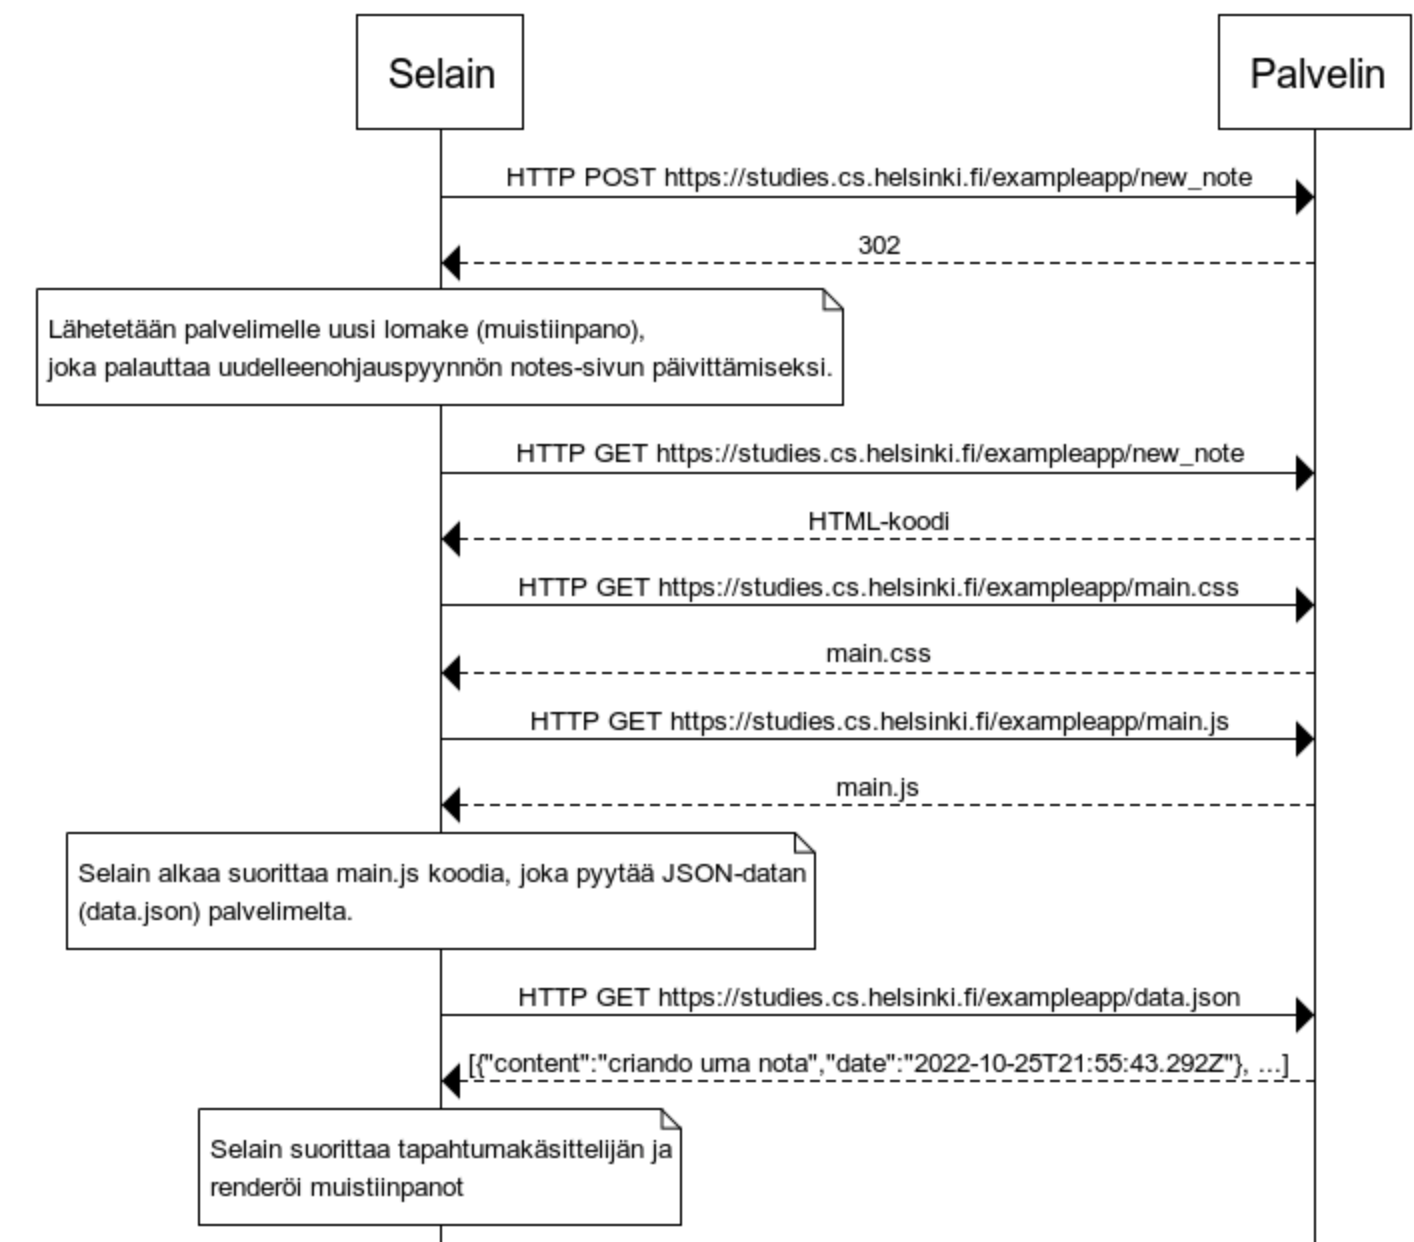 Selain
Palvelin
HTTP POST https://studies.cs.helsinki.fi/exampleapp/new_note
302
Lähetetään palvelimelle uusi lomake (muistiinpano),
joka palauttaa uudelleenohjauspyynnön notes-sivun päivittämiseksi.
HTTP GET https://studies.cs.helsinki.fi/exampleapp/new_note
HTML-koodi
HTTP GET https://studies.cs.helsinki.fi/exampleapp/main.css
main.css
HTTP GET https://studies.cs.helsinki.fi/exampleapp/main.js
main.js
Selain alkaa suorittaa main.js koodia, joka pyytää JSON-datan
(data.json) palvelimelta.
HTTP GET https://studies.cs.helsinki.fi/exampleapp/data.json
[{"content":"criando uma nota","date":"2022-10-25T21:55:43.292Z"}, ...]
Selain suorittaa tapahtumakäsittelijän ja
renderöi muistiinpanot